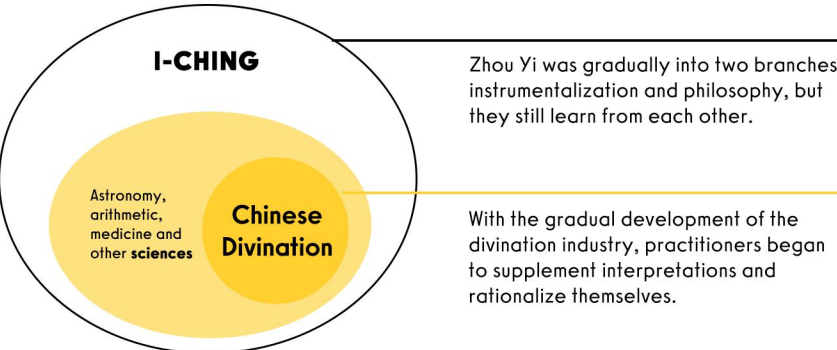 I-CHING
Zhou Yi was gradually into two branches
instrumentalization and philosophy, but
they still learn from each other.
Astronomy,
arithmetic,
medicine and
other sciences
Chinese
Divination
With the gradual development of the
divination industry, practitioners began
to supplement interpretations and
rationalize themselves.